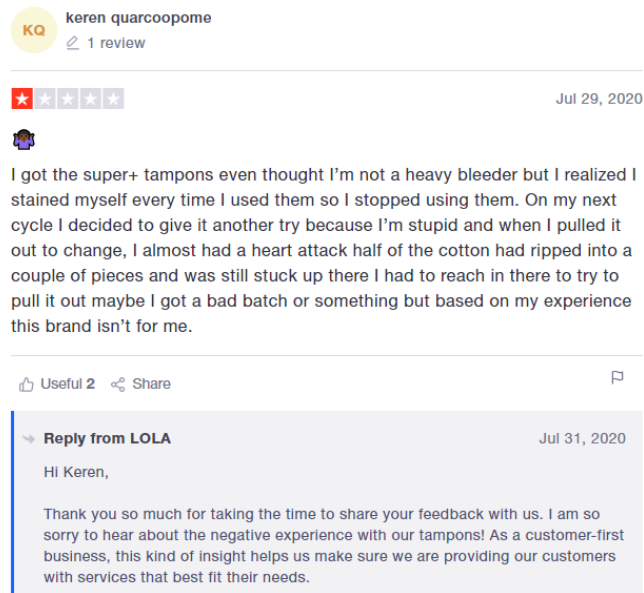 KQ
keren quarcoopome
1 review
Jul 29, 2020
I got the super+ tampons even thought I'm not a heavy bleeder but I realized I
stained myself every time I used them so I stopped using them. On my next
cycle I decided to give it another try because I'm stupid and when I pulled it
out to change, I almost had a heart attack half of the cotton had ripped into a
couple of pieces and was still stuck up there I had to reach in there to try to
pull it out maybe I got a bad batch or something but based on my experience
this brand isn't for me.
Useful 2 Share
Reply from LOLA Jul 31, 2020
Hi Keren,
Thank you so much for taking the time to share your feedback with us. I am so
sorry to hear about the negative experience with our tampons! As a customer-first
business, this kind of insight helps us make sure we are providing our customers
with services that best fit their needs.